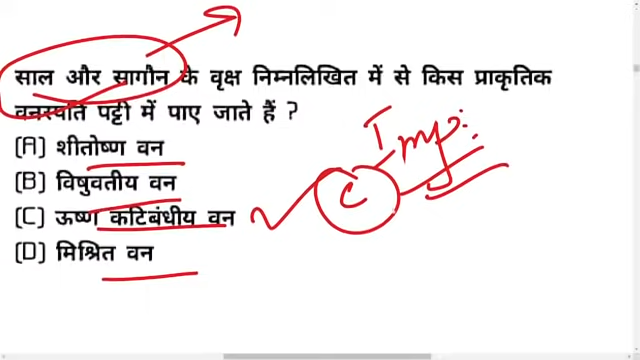 साल और सागौन के वृक्ष निम्नलिखित में से किस प्राकृतिक
वनस्पति पट्टी में पाए जाते हैं ?
(A) शीतोष्ण वन
(B) विषुवतीय वन
(C) ऊष्ण कटिबंधीय वन
(D) मिश्रित वन
C
Imp: